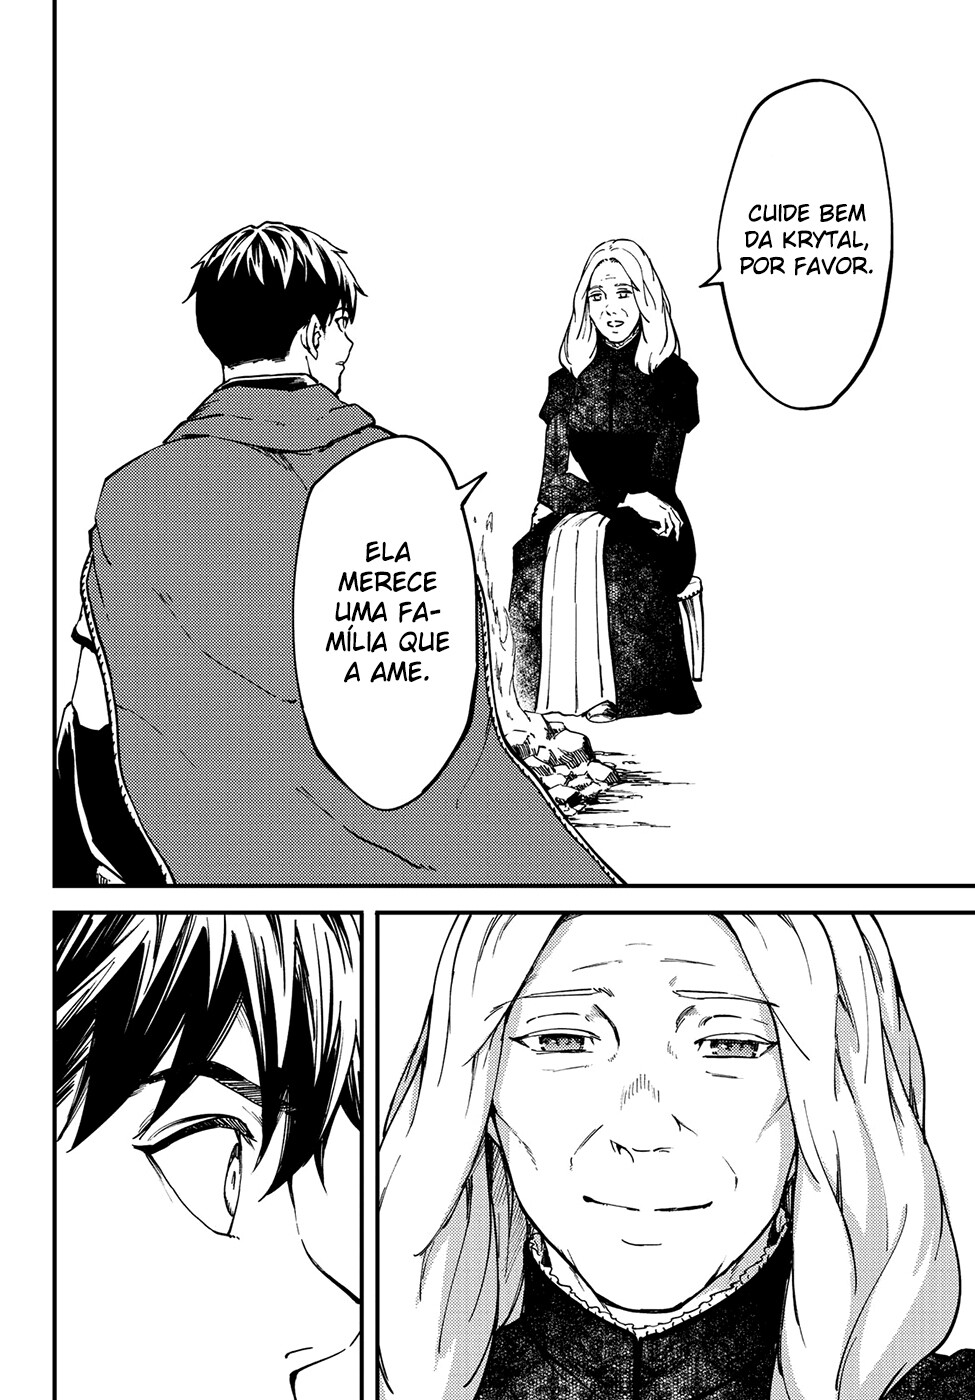 CUIDE BEM
DA KRYTAL,
POR FAVOR.
ELA
MERECE
UMA FA-
MÍLIA QUE
A AME.